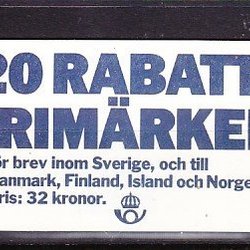 20 RABATT
RIMÄRKE
ör brev inom Sverige, och till
anmark, Finland, Island och Norge
ris: 32 kronor.